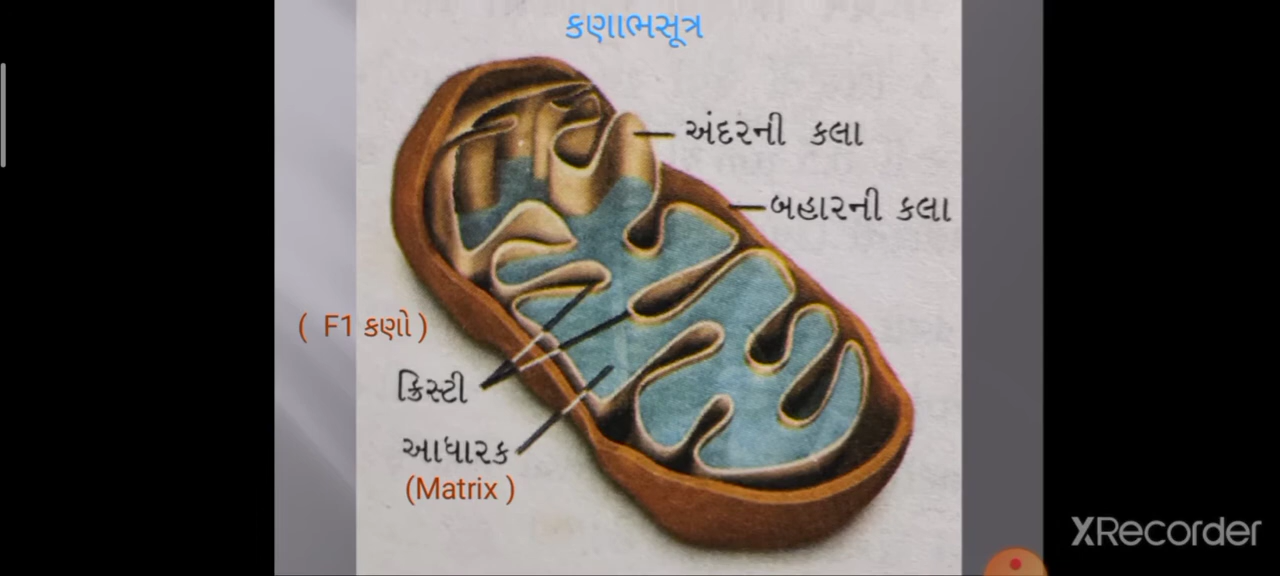 કણાભસૂત્ર
અંદરની કલા
બહારની કલા
( F1 કણો )
ક્રિસ્ટી
આધારક
(Matrix )
XRecorder